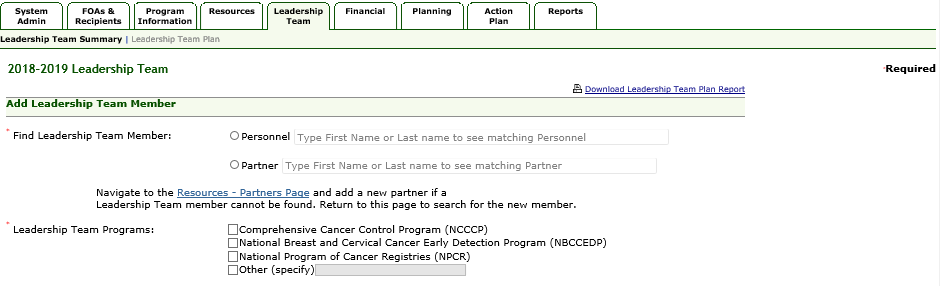 System Admin
FOAs & Recipients
Program Information
Resources
Leadership Team
Financial
Planning
Action Plan
Reports
Leadership Team Summary | Leadership Team Plan
2018-2019 Leadership Team
*Required
Download Leadership Team Plan Report
Add Leadership Team Member
* Find Leadership Team Member:
Personnel Type First Name or Last name to see matching Personnel
Partner Type First Name or Last name to see matching Partner
Navigate to the Resources - Partners Page and add a new partner if a
Leadership Team member cannot be found. Return to this page to search for the new member.
* Leadership Team Programs:
Comprehensive Cancer Control Program (NCCCP)
National Breast and Cervical Cancer Early Detection Program (NBCCEDP)
National Program of Cancer Registries (NPCR)
Other (specify)